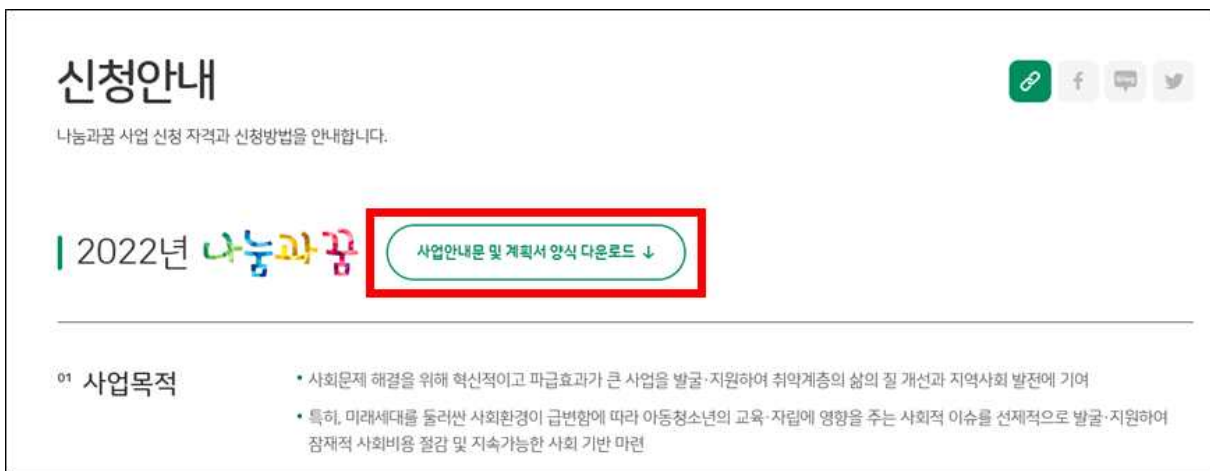 신청안내
나눔과꿈 사업 신청 자격과 신청방법을 안내합니다.
2022년 나눔과꿈 사업안내문 및 계획서 양식 다운로드 ↓
01 사업목적
• 사회문제 해결을 위해 혁신적이고 파급효과가 큰 사업을 발굴·지원하여 취약계층의 삶의 질 개선과 지역사회 발전에 기여
• 특히, 미래세대를 둘러싼 사회환경이 급변함에 따라 아동청소년의 교육·자립에 영향을 주는 사회적 이슈를 선제적으로 발굴·지원하여
잠재적 사회비용 절감 및 지속가능한 사회 기반 마련